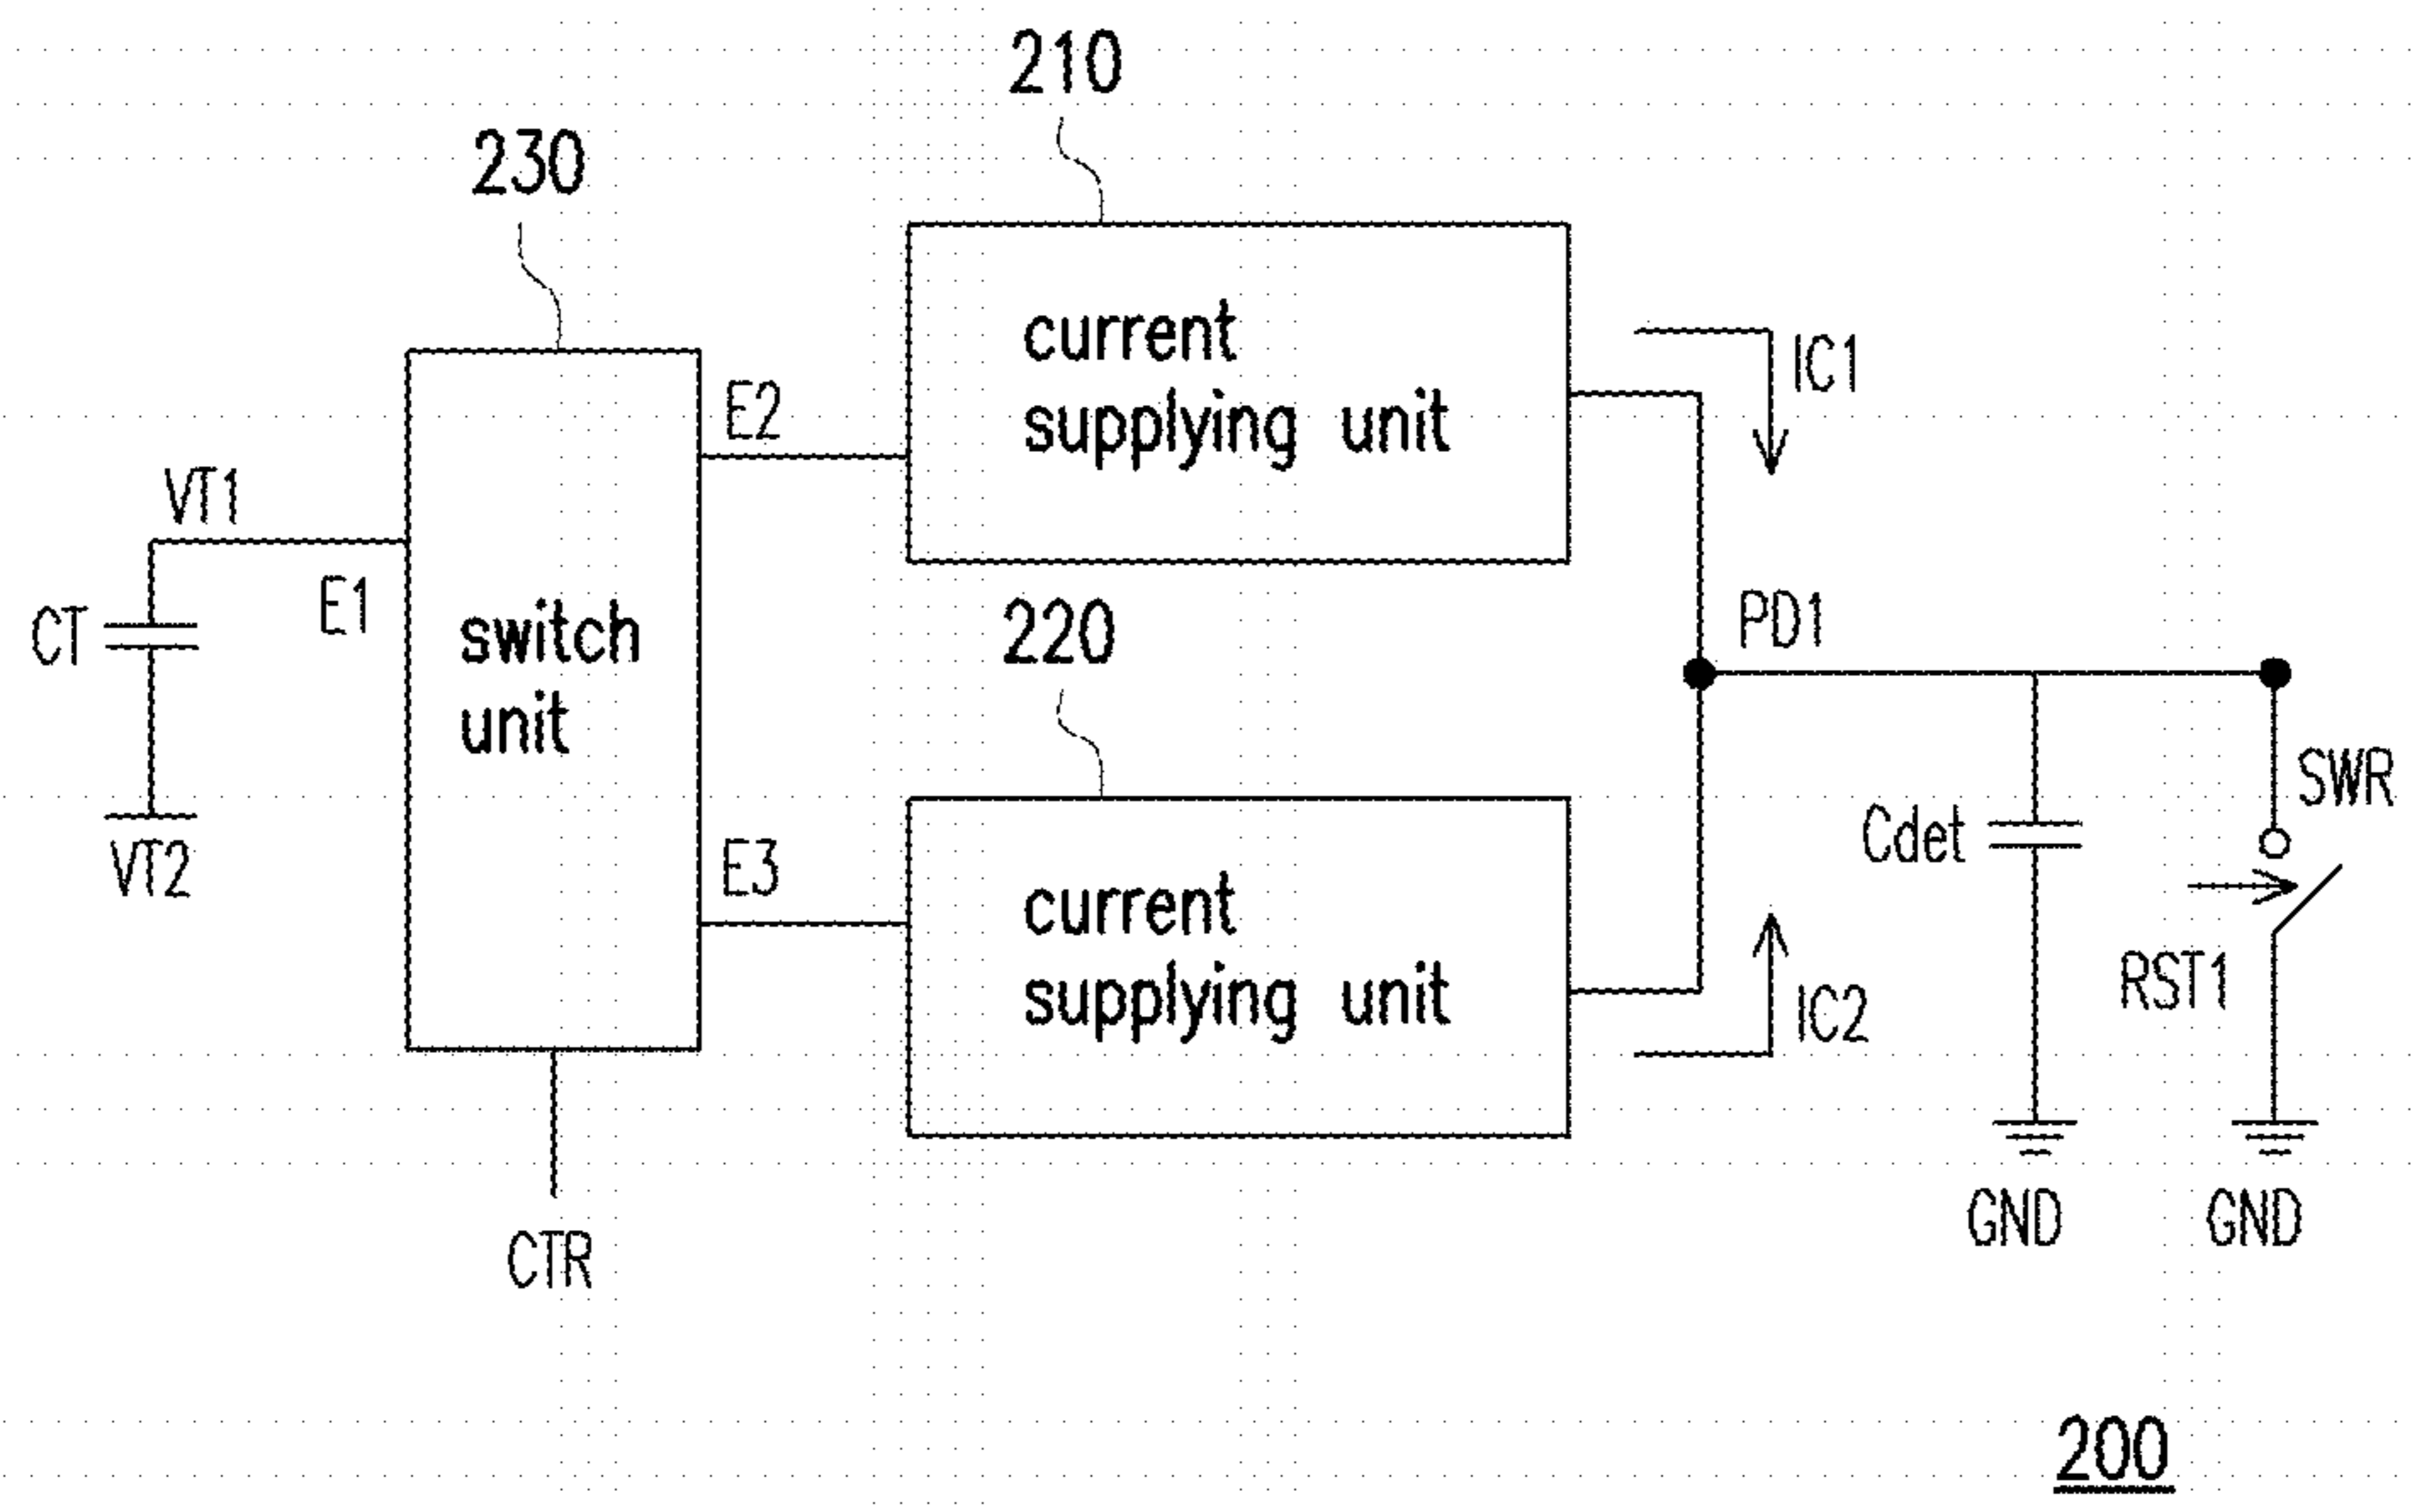 210
230
current
supplying unit
IC1
E2
VT1
E1
CT
switch
unit
220
PD1
SWR
Cdet
VT2
E3
current
supplying unit
RST1
IC2
GND
GND
CTR
200